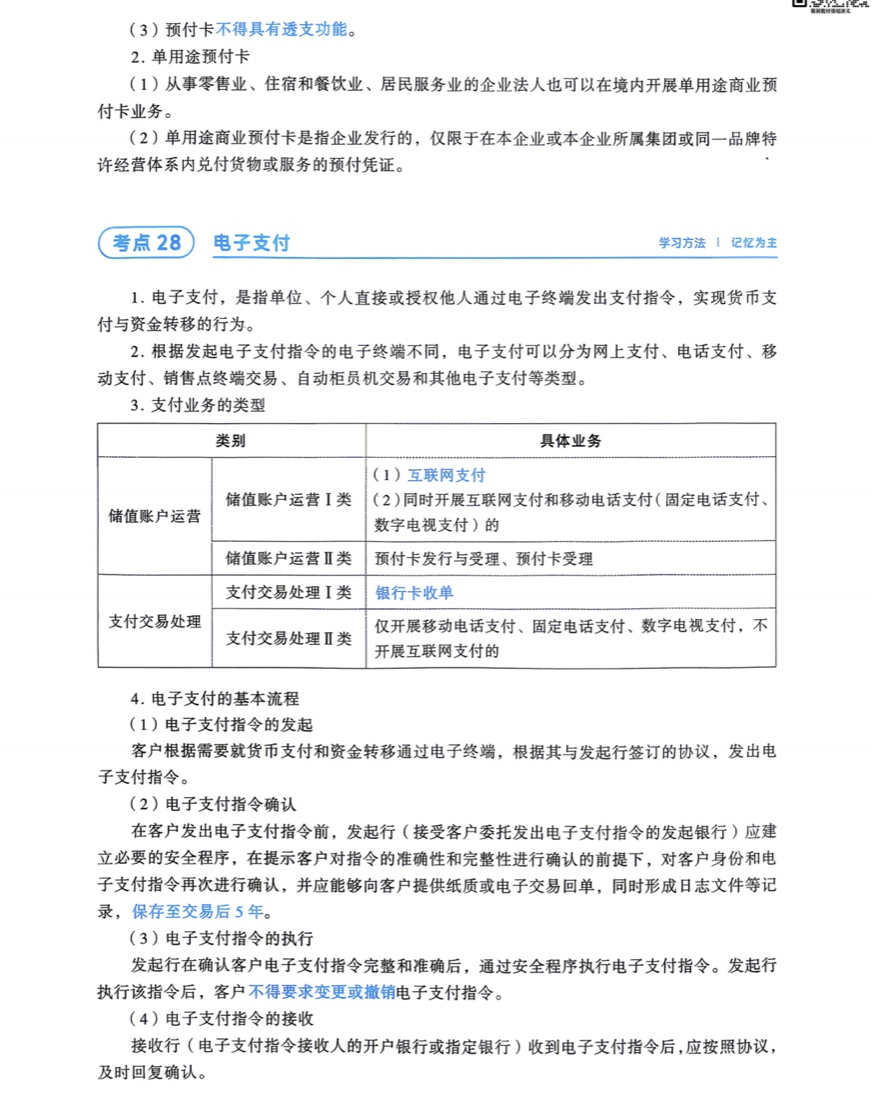 （3）预付卡不得具有透支功能。
2. 单用途预付卡
（1）从事零售业、住宿和餐饮业、居民服务业的企业法人也可以在境内开展单用途商业预
付卡业务。
（2）单用途商业预付卡是指企业发行的，仅限于在本企业或本企业所属集团或同一品牌特
许经营体系内兑付货物或服务的预付凭证。
考点 28 电子支付 学习方法 | 记忆为主
1. 电子支付，是指单位、个人直接或授权他人通过电子终端发出支付指令，实现货币支
付与资金转移的行为。
2. 根据发起电子支付指令的电子终端不同，电子支付可以分为网上支付、电话支付、移
动支付、销售点终端交易、自动柜员机交易和其他电子支付等类型。
3. 支付业务的类型
类别 具体业务
储值账户运营
储值账户运营Ⅰ类
（1）互联网支付
（2）同时开展互联网支付和移动电话支付（固定电话支付、
数字电视支付）的
储值账户运营Ⅱ类 预付卡发行与受理、预付卡受理
支付交易处理
支付交易处理Ⅰ类 银行卡收单
支付交易处理Ⅱ类
仅开展移动电话支付、固定电话支付、数字电视支付，不
开展互联网支付的
4. 电子支付的基本流程
（1）电子支付指令的发起
客户根据需要就货币支付和资金转移通过电子终端，根据其与发起行签订的协议，发出电
子支付指令。
（2）电子支付指令确认
在客户发出电子支付指令前，发起行（接受客户委托发出电子支付指令的发起银行）应建
立必要的安全程序，在提示客户对指令的准确性和完整性进行确认的前提下，对客户身份和电
子支付指令再次进行确认，并应能够向客户提供纸质或电子交易回单，同时形成日志文件等记
录，保存至交易后 5 年。
（3）电子支付指令的执行
发起行在确认客户电子支付指令完整和准确后，通过安全程序执行电子支付指令。发起行
执行该指令后，客户不得要求变更或撤销电子支付指令。
（4）电子支付指令的接收
接收行（电子支付指令接收人的开户银行或指定银行）收到电子支付指令后，应按照协议，
及时回复确认。